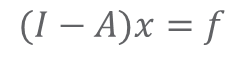 (I − A)x = f